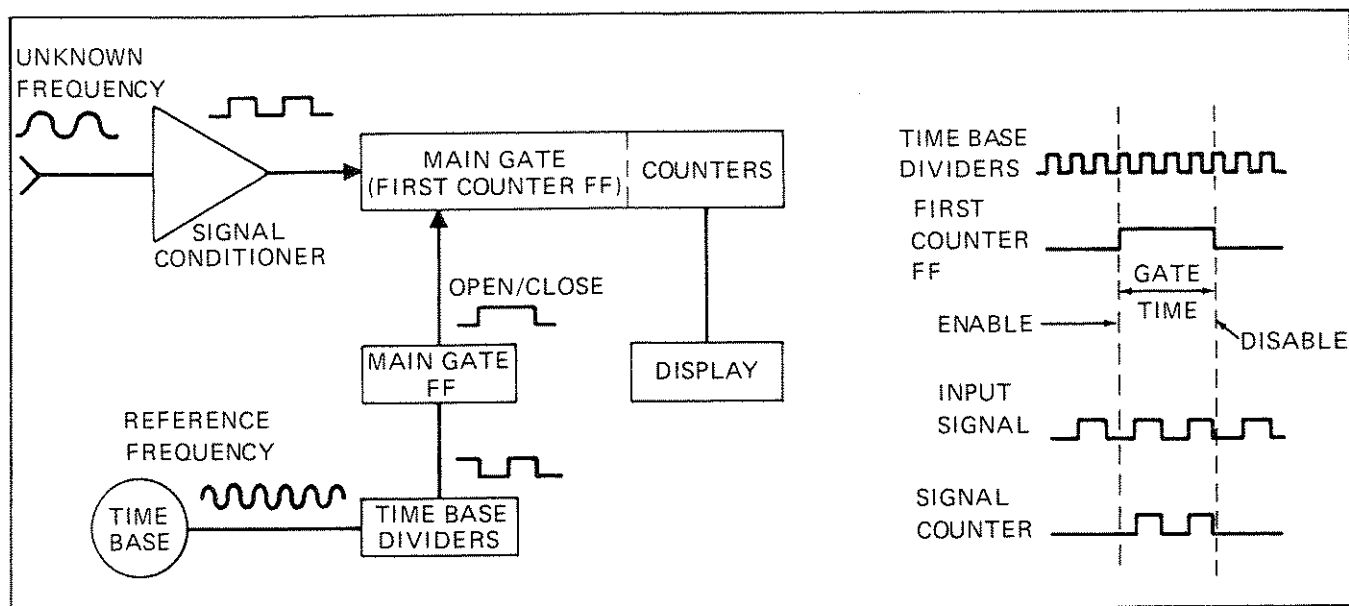 UNKNOWN
FREQUENCY
SIGNAL
CONDITIONER
MAIN GATE
(FIRST COUNTER FF)
COUNTERS
OPEN/CLOSE
MAIN GATE
FF
DISPLAY
REFERENCE
FREQUENCY
TIME
BASE
TIME BASE
DIVIDERS
TIME BASE
DIVIDERS
FIRST
COUNTER
FF
GATE
TIME
ENABLE
DISABLE
INPUT
SIGNAL
SIGNAL
COUNTER